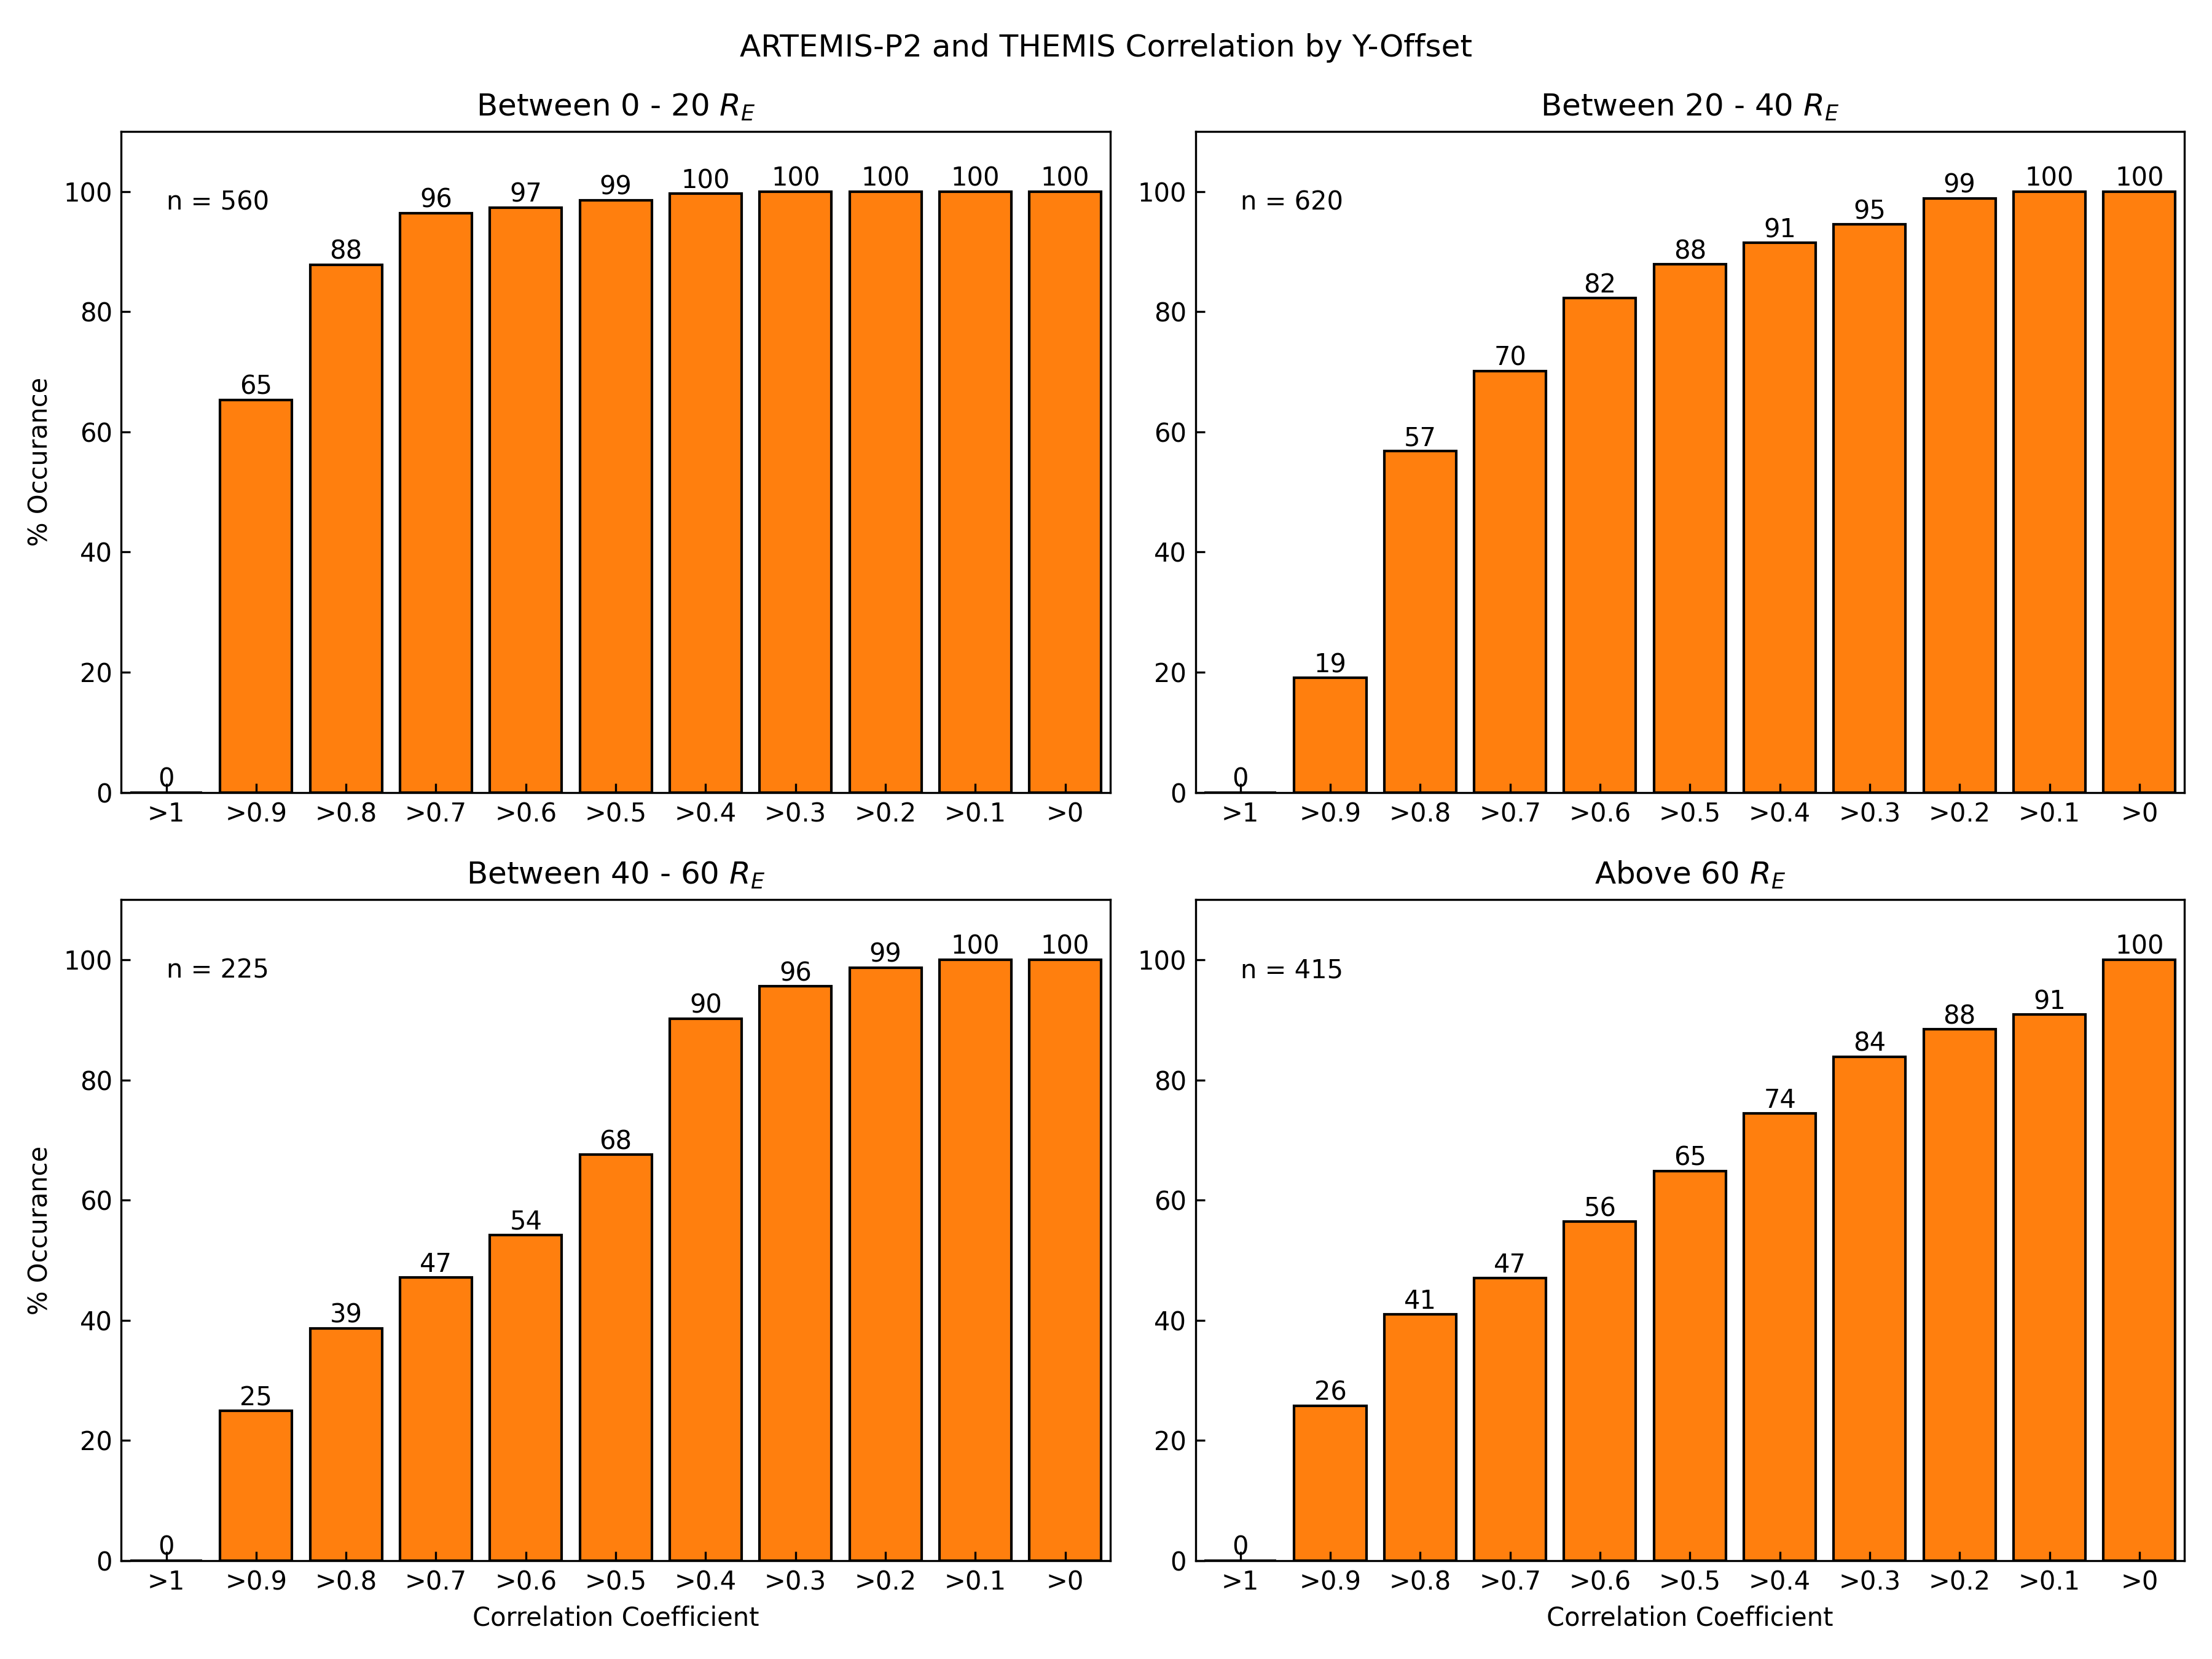 ARTEMIS-P2 and THEMIS Correlation by Y-Offset
Between 0 - 20 R_E
n = 560
0 65 88 96 97 99 100 100 100 100 100
% Occurance
100
80
60
40
20
0
>1 >0.9 >0.8 >0.7 >0.6 >0.5 >0.4 >0.3 >0.2 >0.1 >0
Between 20 - 40 R_E
n = 620
0 19 57 70 82 88 91 95 99 100 100
100
80
60
40
20
0
>1 >0.9 >0.8 >0.7 >0.6 >0.5 >0.4 >0.3 >0.2 >0.1 >0
Between 40 - 60 R_E
n = 225
0 25 39 47 54 68 90 96 99 100 100
% Occurance
100
80
60
40
20
0
>1 >0.9 >0.8 >0.7 >0.6 >0.5 >0.4 >0.3 >0.2 >0.1 >0
Correlation Coefficient
Above 60 R_E
n = 415
0 26 41 47 56 65 74 84 88 91 100
100
80
60
40
20
0
>1 >0.9 >0.8 >0.7 >0.6 >0.5 >0.4 >0.3 >0.2 >0.1 >0
Correlation Coefficient